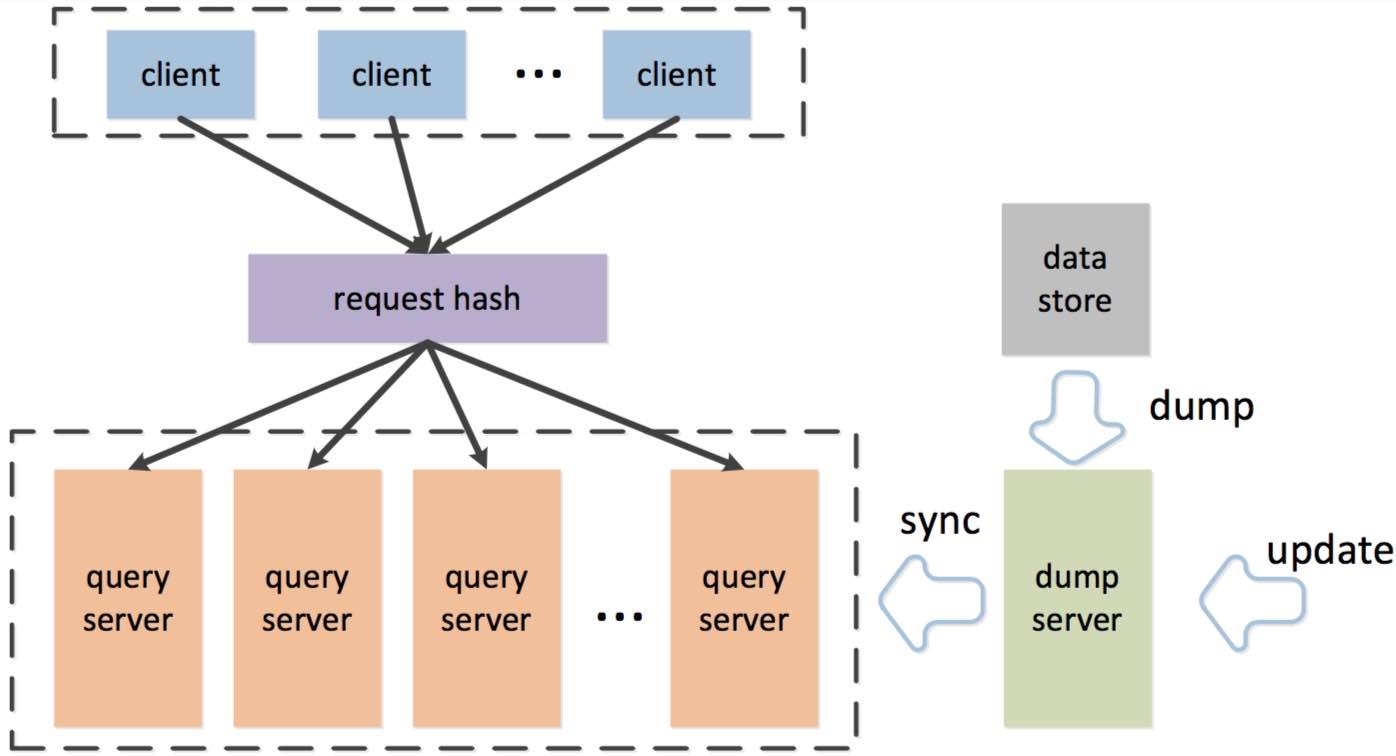 client
client
...
client
request hash
data
store
dump
sync
update
query
server
query
server
query
server
...
query
server
dump
server